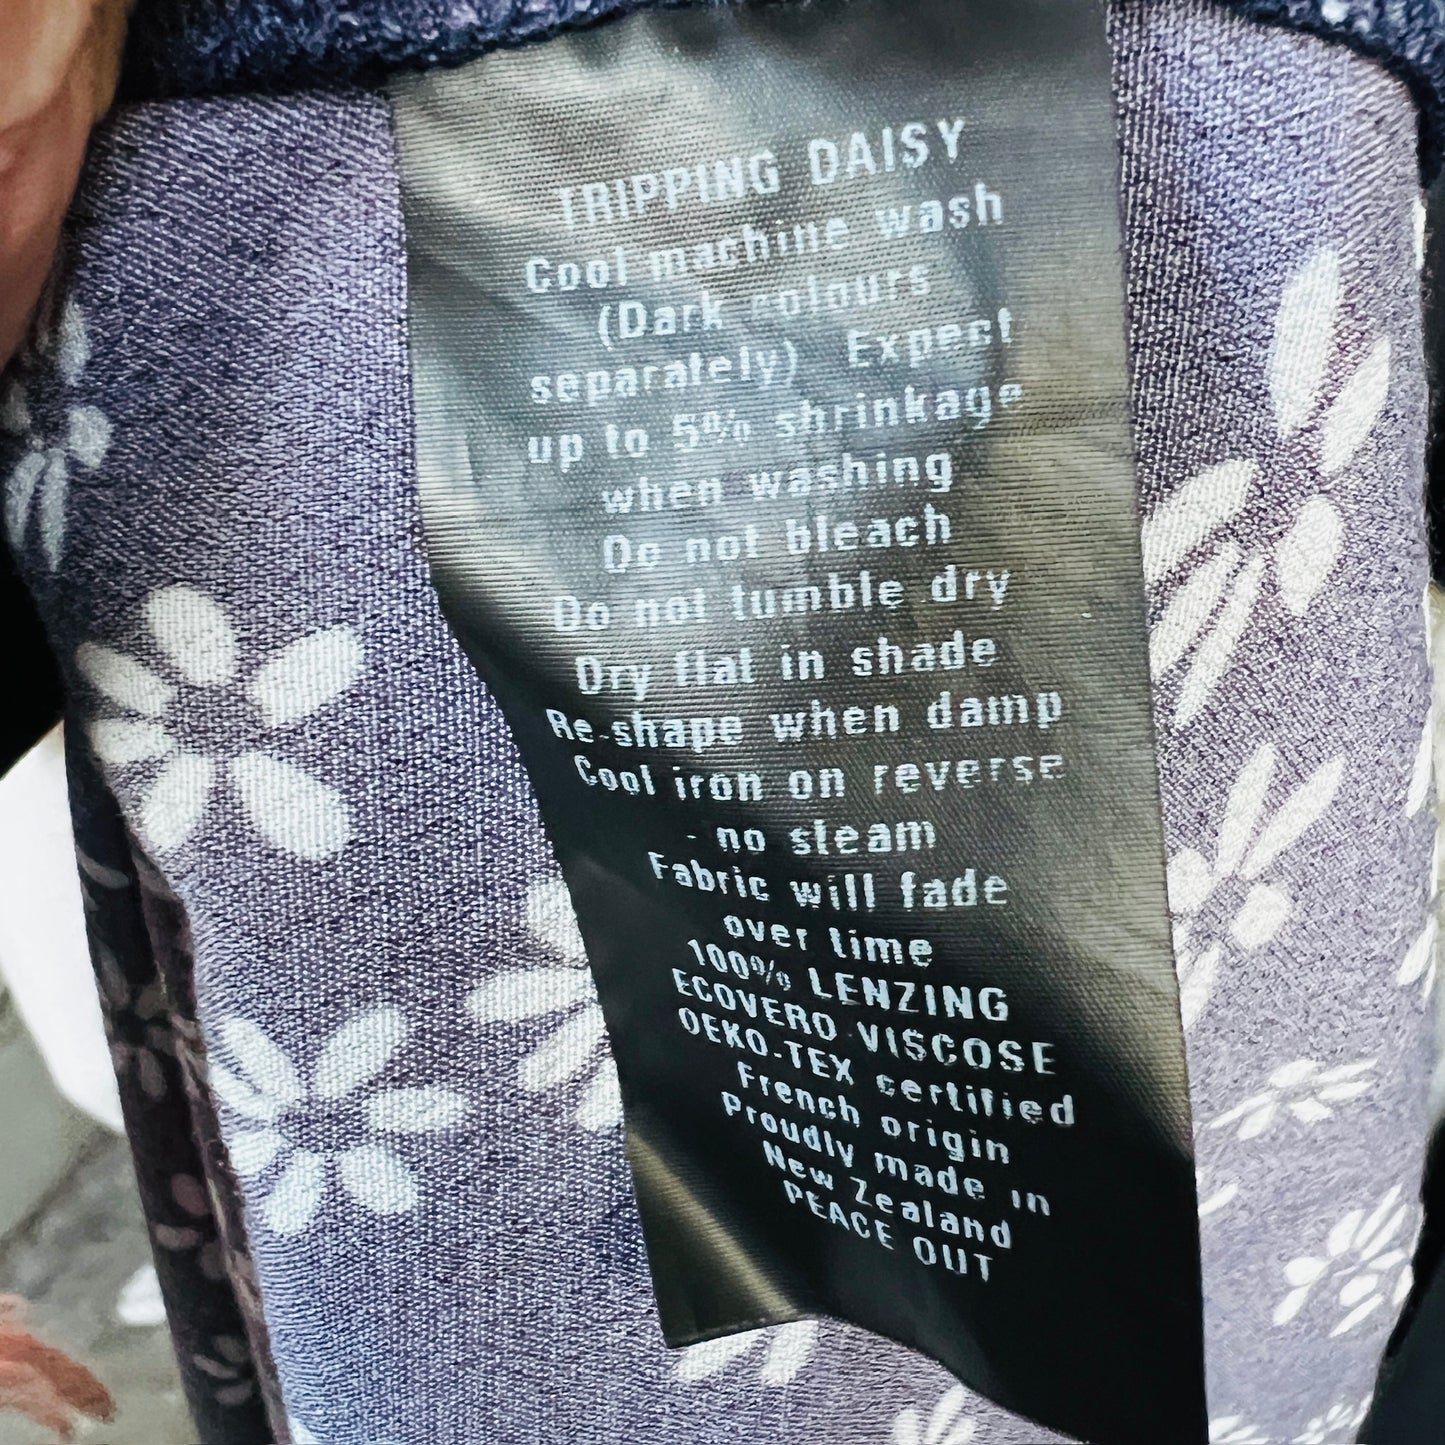 TRIPPING DAISY
Cool machine wash
(Dark colours
separately) Expect
up to 5% shrinkage
when washing
Do not bleach
Do not tumble dry
Dry flat in shade
Re-shape when damp
Cool iron on reverse
- no steam
Fabric will fade
over time
100% LENZING
ECOVERO VISCOSE
OEKO-TEX certified
French origin
Proudly made in
New Zealand
PEACE OUT